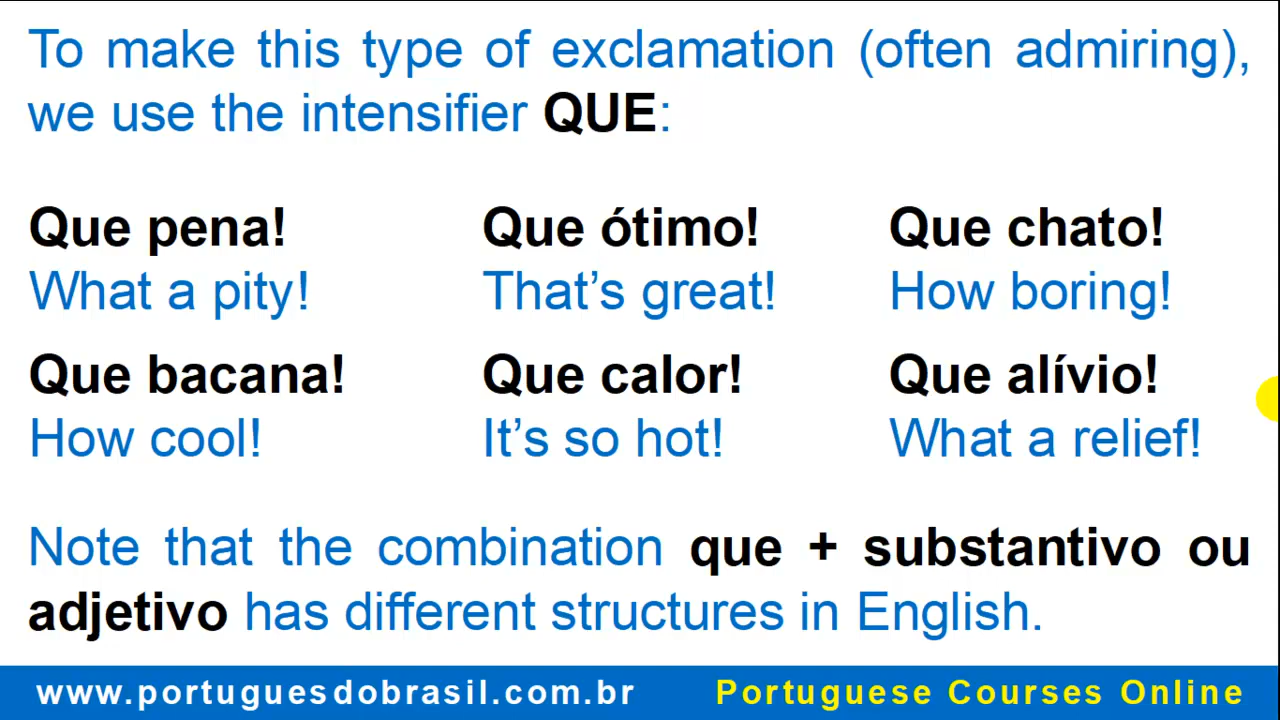 To make this type of exclamation (often admiring),
we use the intensifier QUE:
Que pena! Que ótimo! Que chato!
What a pity! That’s great! How boring!
Que bacana! Que calor! Que alívio!
How cool! It’s so hot! What a relief!
Note that the combination que + substantivo ou
adjetivo has different structures in English.
www.portuguesdobrasil.com.br Portuguese Courses Online